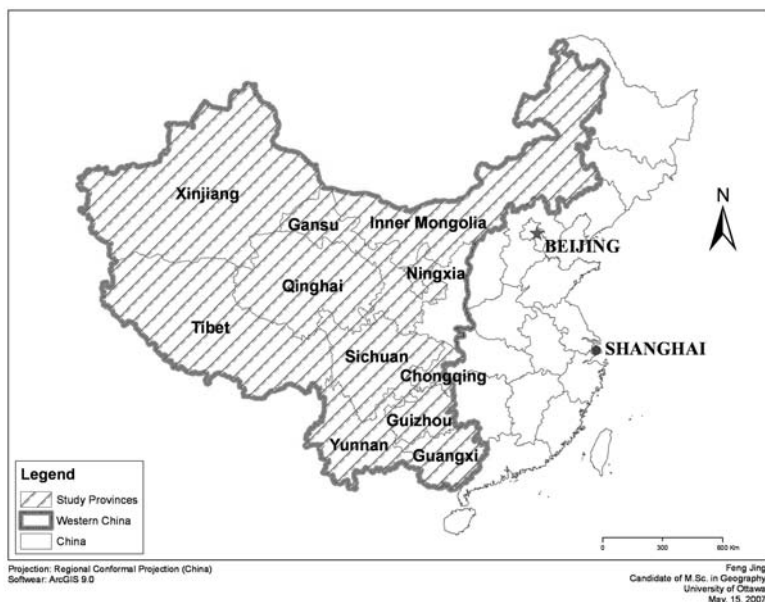 Xinjiang
Gansu
Inner Mongolia
N
BEIJING
Ningxia
Qinghai
Tibet
Sichuan
SHANGHAI
Chongqing
Guizhou
Yunnan
Guangxi
Legend
Study Provinces
Western China
China
0 300 600 Km
Projection: Regional Conformal Projection (China)
Softwear: ArcGIS 9.0
Feng Jing
Candidate of M.Sc. in Geography
University of Ottawa
May, 15, 2007